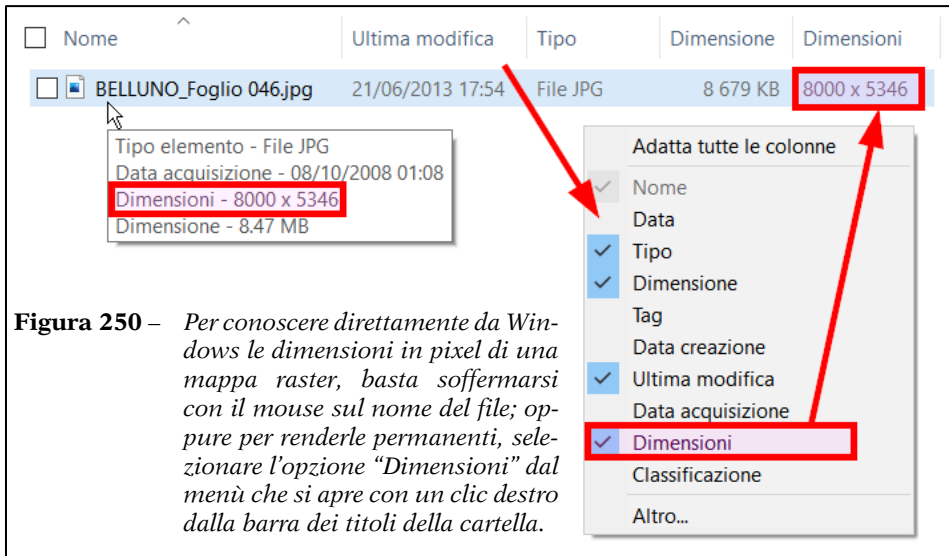 Nome
Ultima modifica
Tipo
Dimensione
Dimensioni
BELLUNO_Foglio 046.jpg
21/06/2013 17:54
File JPG
8 679 KB
8000 x 5346
Tipo elemento - File JPG
Data acquisizione - 08/10/2008 01:08
Dimensioni - 8000 x 5346
Dimensione - 8.47 MB
Adatta tutte le colonne
Nome
Data
Tipo
Dimensione
Tag
Data creazione
Ultima modifica
Data acquisizione
Dimensioni
Classificazione
Altro...
Figura 250 – Per conoscere direttamente da Win-
dows le dimensioni in pixel di una
mappa raster, basta soffermarsi
con il mouse sul nome del file; op-
pure per renderle permanenti, sele-
zionare l'opzione “Dimensioni” dal
menù che si apre con un clic destro
dalla barra dei titoli della cartella.